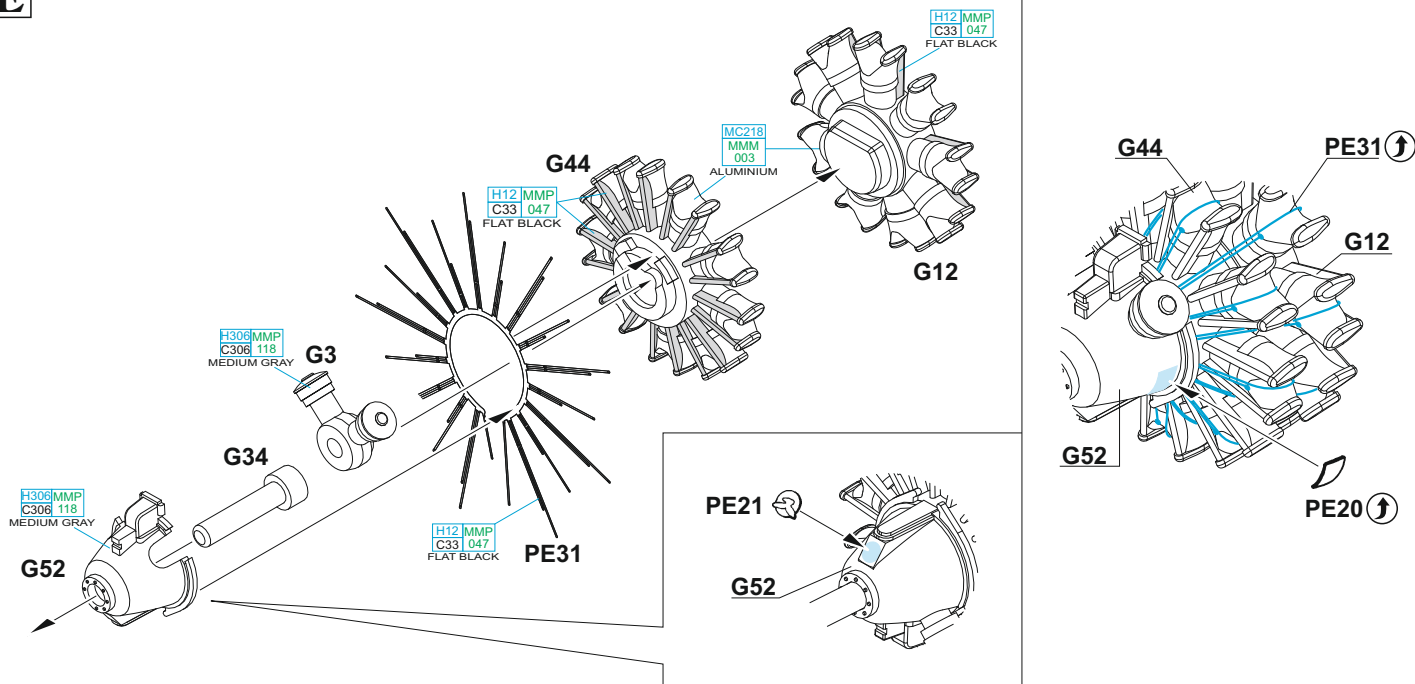 E
H12 MMP
C33 047
FLAT BLACK
G12
MC218
MMM
003
ALUMINIUM
G44
H12 MMP
C33 047
FLAT BLACK
H306 MMP
C306 118
MEDIUM GRAY
G3
G34
H306 MMP
C306 118
MEDIUM GRAY
G52
H12 MMP
C33 047
FLAT BLACK
PE31
PE21
G52
G44
PE31
G12
G52
PE20